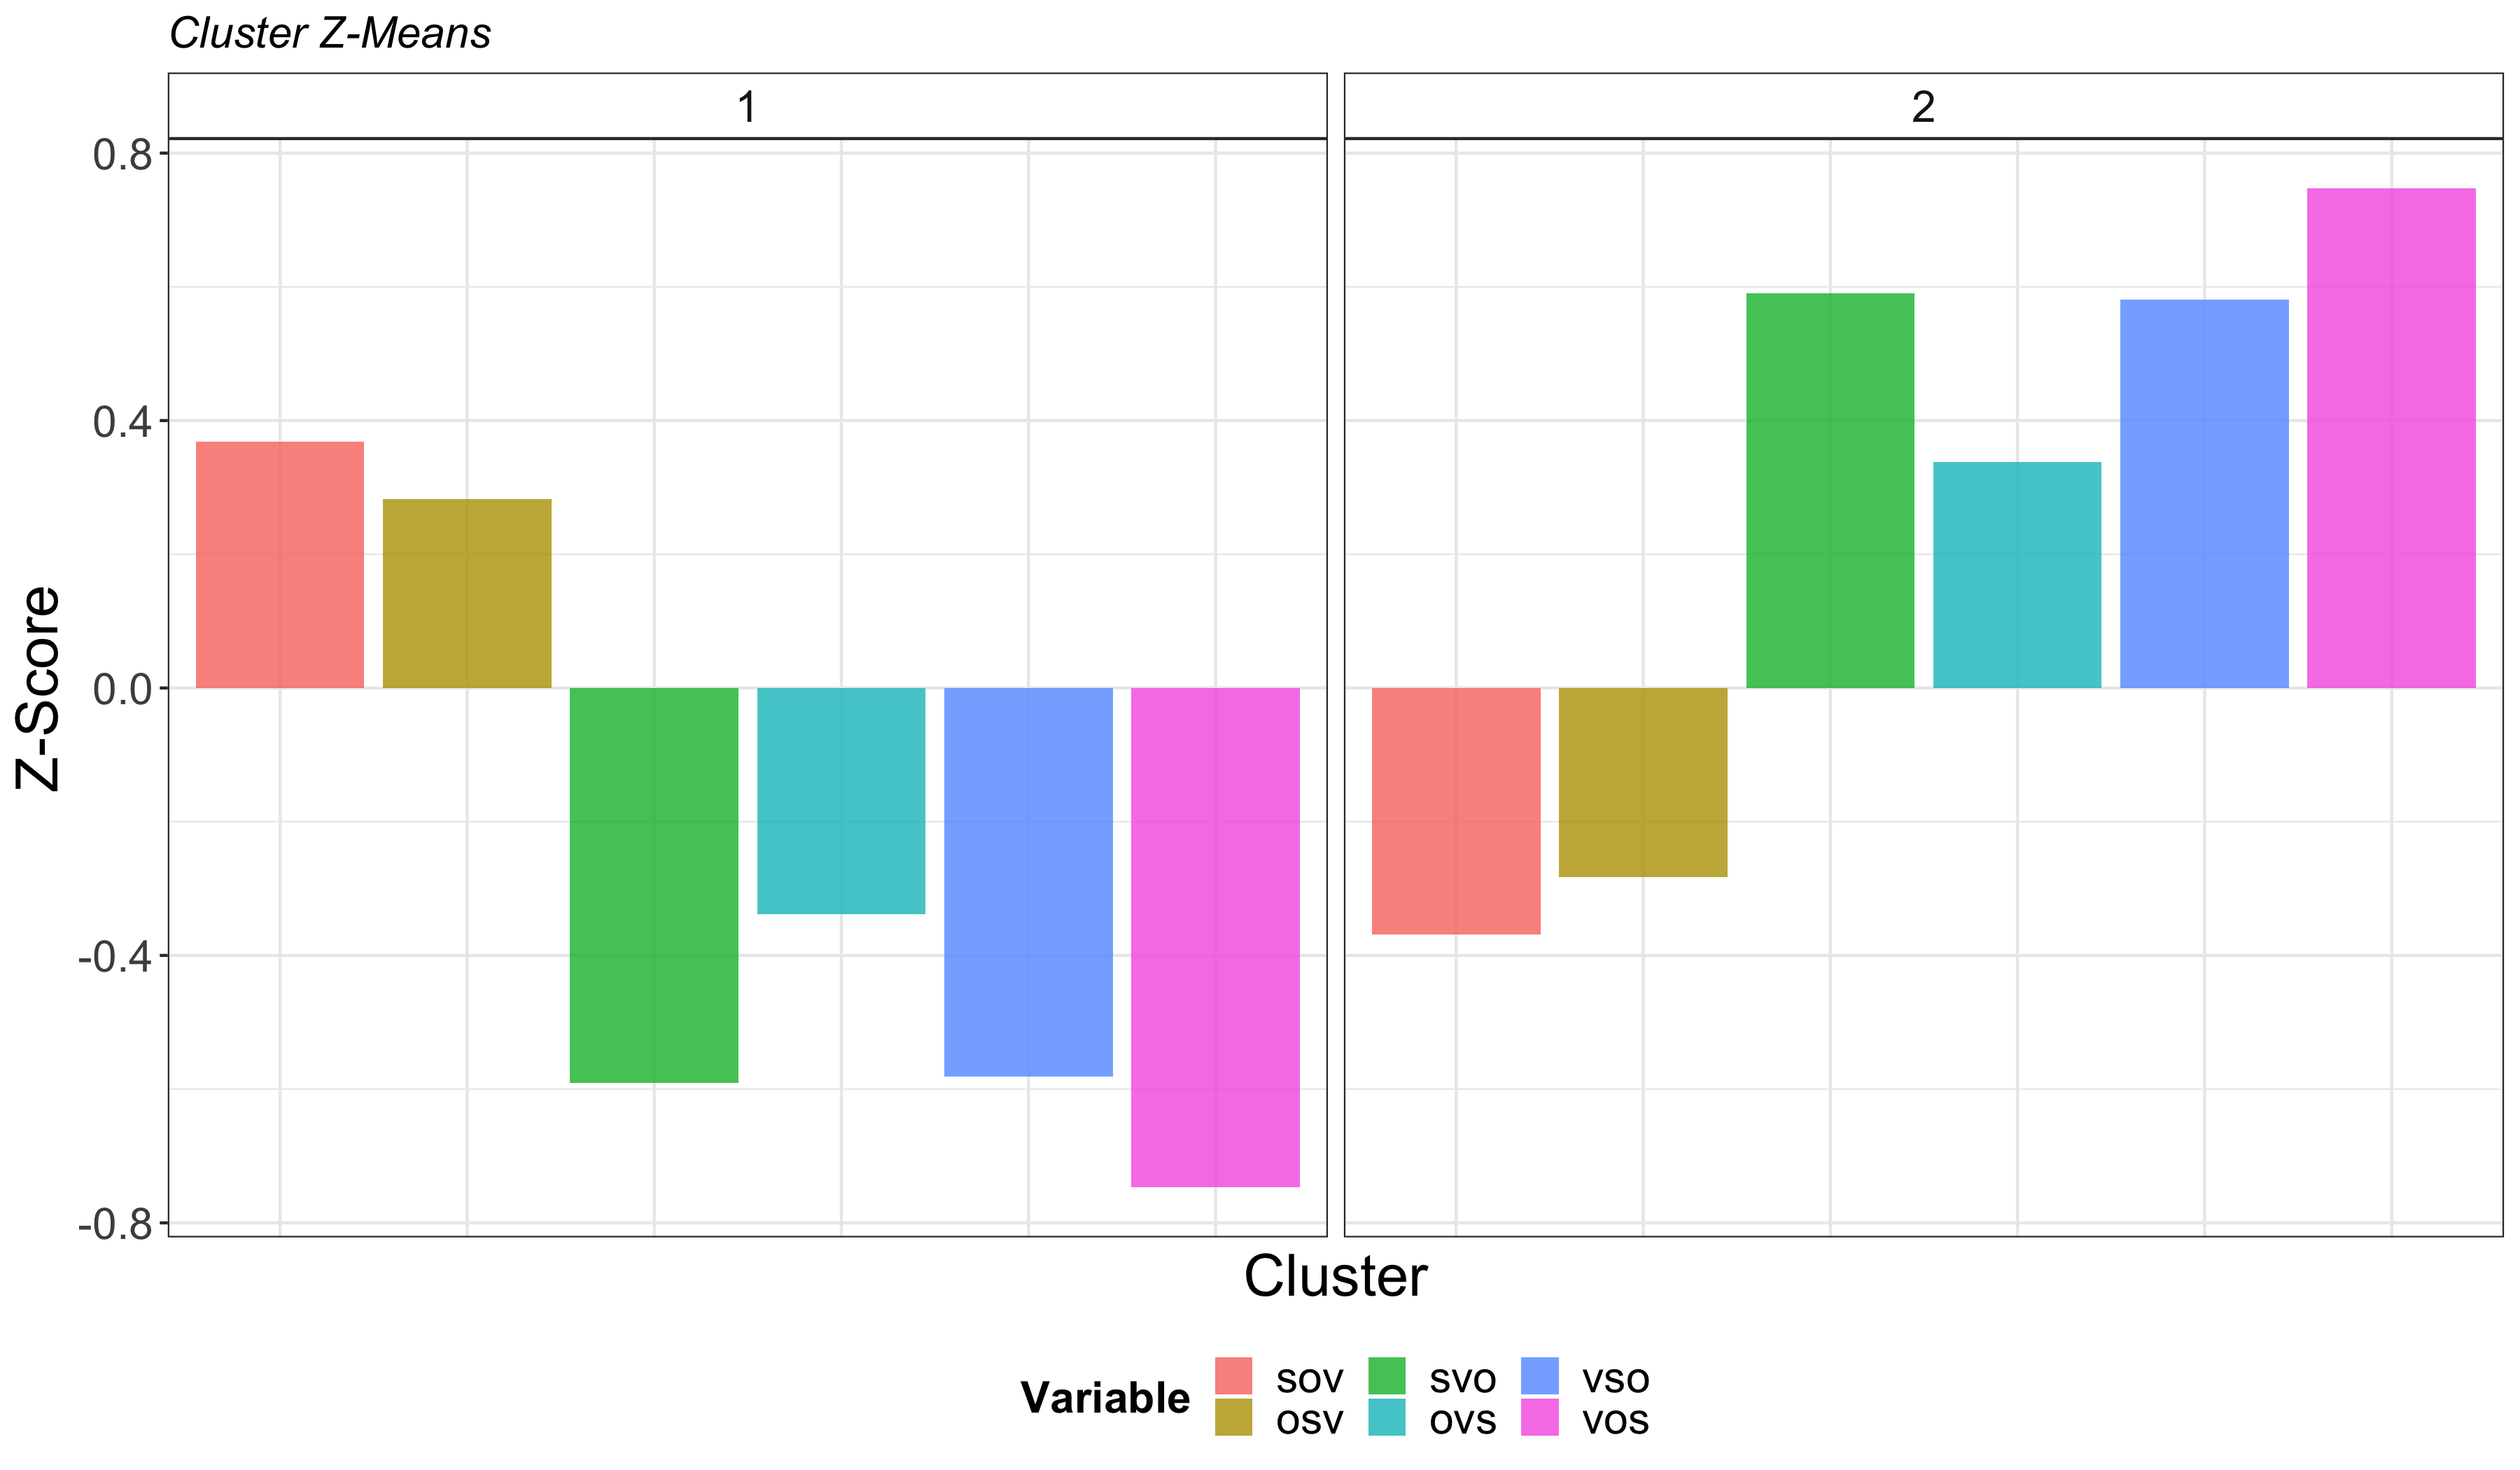 Cluster Z-Means
1 2
0.8
0.4
0.0
-0.4
-0.8
Z-Score
Cluster
Variable
sov svo vso
osv ovs vos